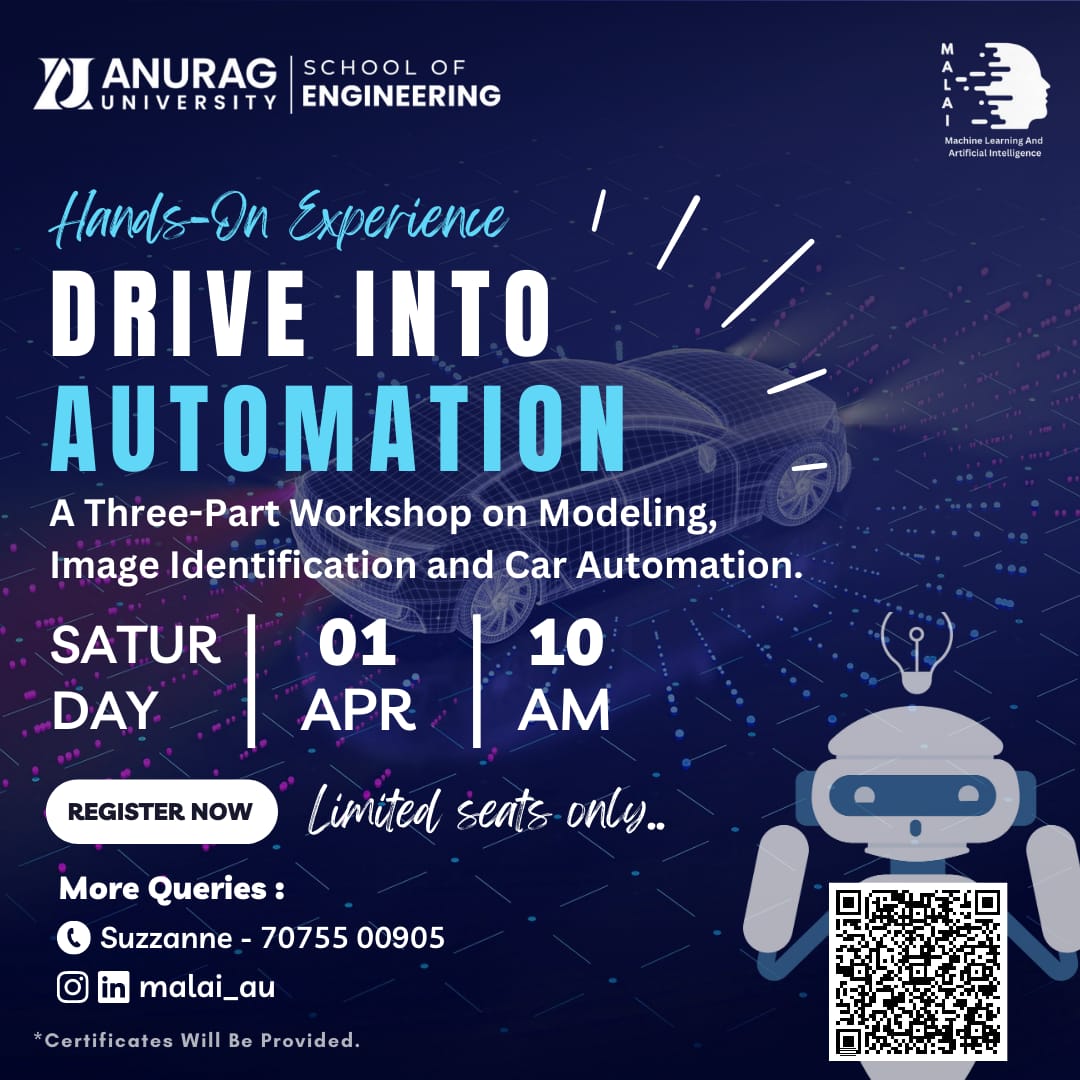 ANURAG
UNIVERSITY
SCHOOL OF
ENGINEERING
MALAI
Machine Learning And
Artificial Intelligence
Hands-On Experience
DRIVE INTO
AUTOMATION
A Three-Part Workshop on Modeling,
Image Identification and Car Automation.
SATUR
DAY
01
APR
10
AM
REGISTER NOW
Limited seats only..
More Queries :
Suzzanne - 70755 00905
malai_au
*Certificates Will Be Provided.